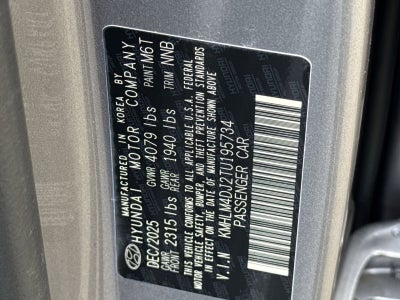 MANUFACTURED IN KOREA BY
HYUNDAI MOTOR COMPANY
DEC/2025 GVWR 4079 lbs PAINT M6T
GAWR FRONT 2315 lbs GAWR REAR 1940 lbs TRIM NNB
THIS VEHICLE CONFORMS TO ALL APPLICABLE U.S.A. FEDERAL
MOTOR VEHICLE SAFETY, BUMPER, AND THEFT PREVENTION STANDARDS
IN EFFECT ON THE DATE OF MANUFACTURE SHOWN ABOVE.
V.I.N KMHLN4DJ2TU195734
PASSENGER CAR